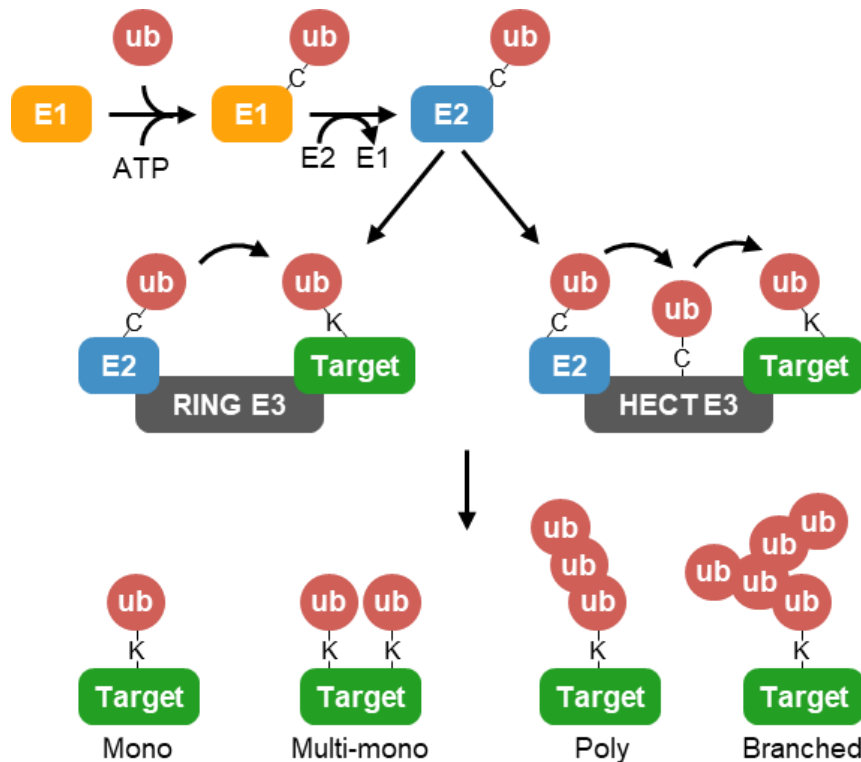 ub ub ub
E1 C E1 C E2
ATP E2 E1
ub ub ub ub ub
C K C C K
E2 Target E2 Target
RING E3 HECT E3
ub ub ub ub ub
ub ub ub ub ub ub
K K K K K
Target Target Target Target
Mono Multi-mono Poly Branched